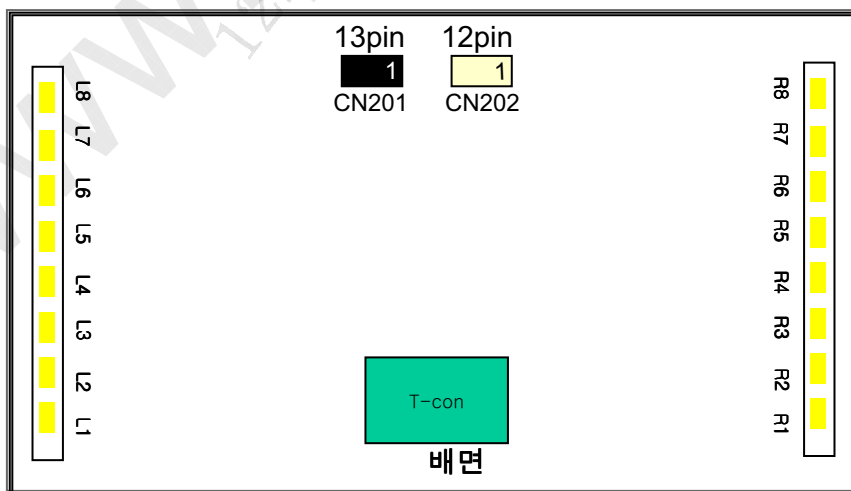 13pin 12pin
1 1
CN201 CN202
L8 R8
L7 R7
L6 R6
L5 R5
L4 R4
L3 R3
L2 R2
L1 R1
T-con
배면